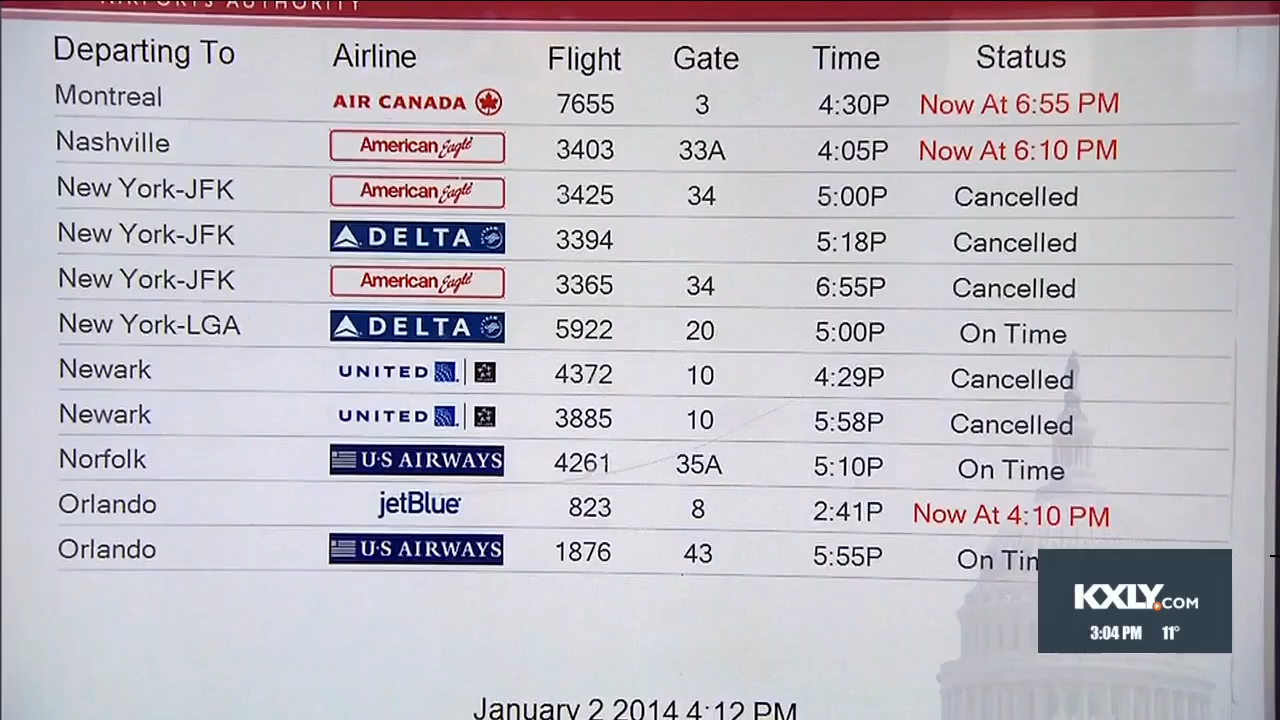 AIRPORTS AUTHORITY
Departing To Airline Flight Gate Time Status
Montreal AIR CANADA 7655 3 4:30P Now At 6:55 PM
Nashville American Eagle 3403 33A 4:05P Now At 6:10 PM
New York-JFK American Eagle 3425 34 5:00P Cancelled
New York-JFK DELTA 3394 5:18P Cancelled
New York-JFK American Eagle 3365 34 6:55P Cancelled
New York-LGA DELTA 5922 20 5:00P On Time
Newark UNITED 4372 10 4:29P Cancelled
Newark UNITED 3885 10 5:58P Cancelled
Norfolk U·S AIRWAYS 4261 35A 5:10P On Time
Orlando jetBlue 823 8 2:41P Now At 4:10 PM
Orlando U·S AIRWAYS 1876 43 5:55P On Tim
KXLY.COM
3:04 PM 11°
January 2 2014 4:12 PM